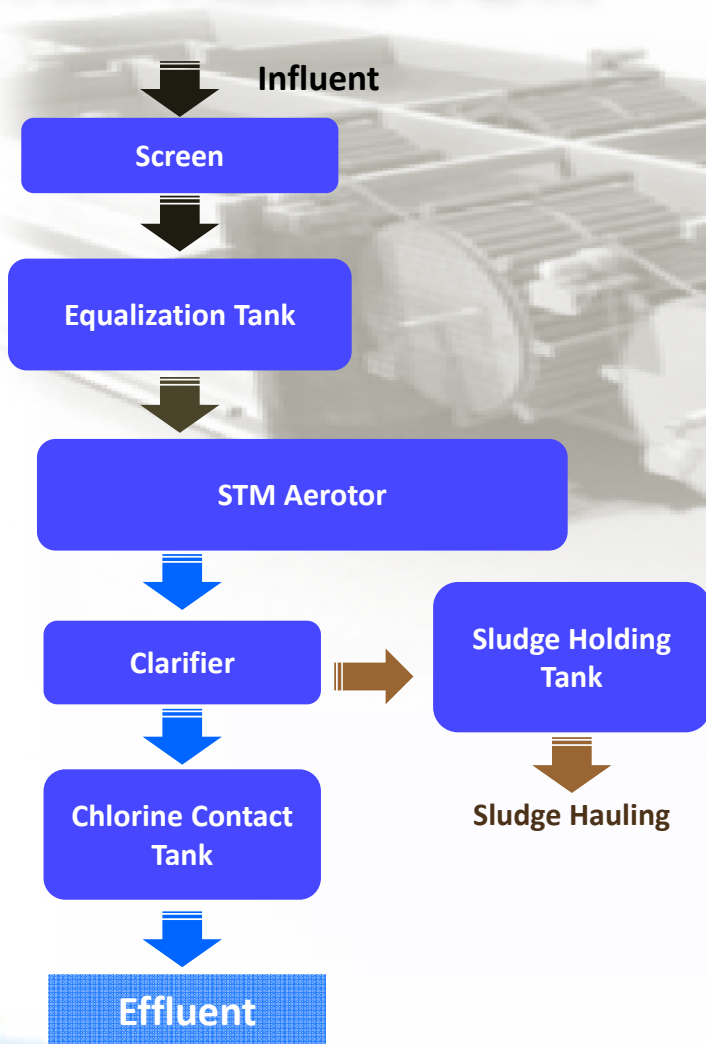 Influent
Screen
Equalization Tank
STM Aerotor
Clarifier
Sludge Holding
Tank
Chlorine Contact
Tank
Sludge Hauling
Effluent